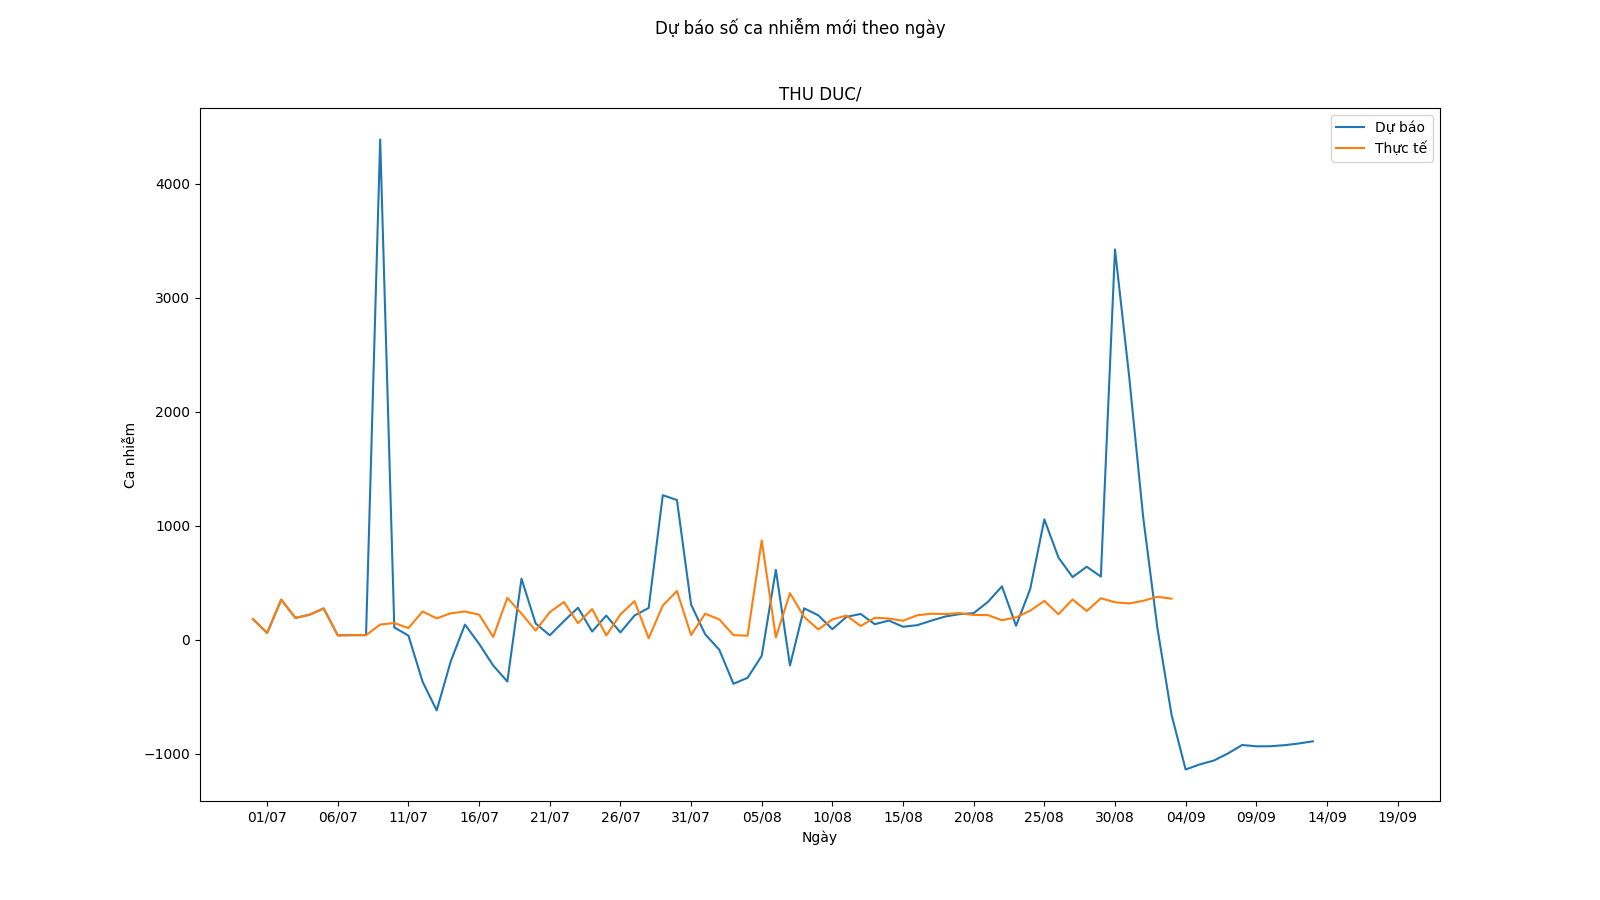 Dự báo số ca nhiễm mới theo ngày
THU DUC/
Dự báo
Thực tế
4000
3000
2000
1000
0
−1000
Ca nhiễm
01/07 06/07 11/07 16/07 21/07 26/07 31/07 05/08 10/08 15/08 20/08 25/08 30/08 04/09 09/09 14/09 19/09
Ngày